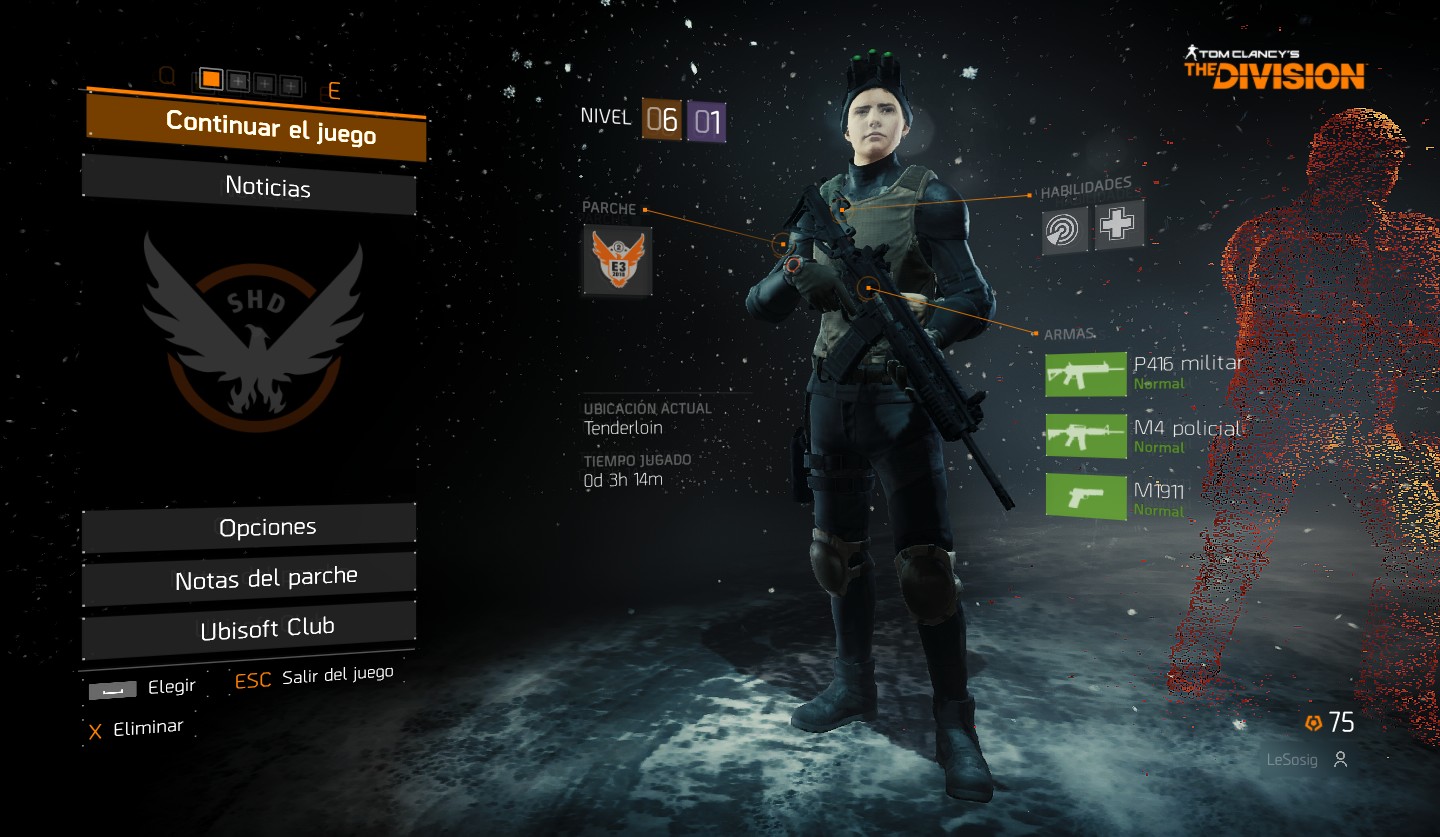 Q
E
Continuar el juego
Noticias
SHD
Opciones
Notas del parche
Ubisoft Club
Elegir
ESC Salir del juego
X Eliminar
NIVEL 06 01
PARCHE
E3
UBICACIÓN ACTUAL
Tenderloin
TIEMPO JUGADO
0d 3h 14m
TOM CLANCY'S
THE DIVISION
HABILIDADES
ARMAS
P416 militar
Normal
M4 policial
Normal
M1911
Normal
75
LeSosig